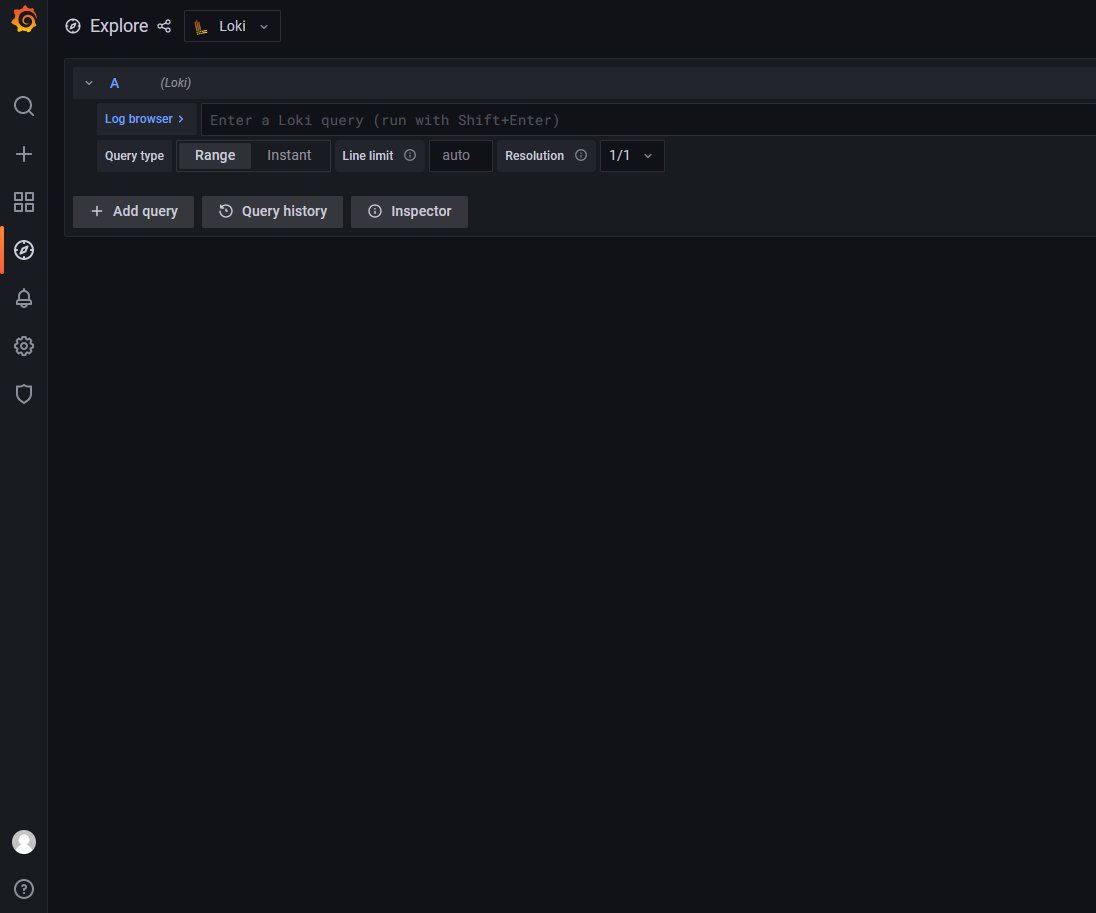 Explore Loki
A (Loki)
Log browser Enter a Loki query (run with Shift+Enter)
Query type Range Instant Line limit auto Resolution 1/1
Add query Query history Inspector